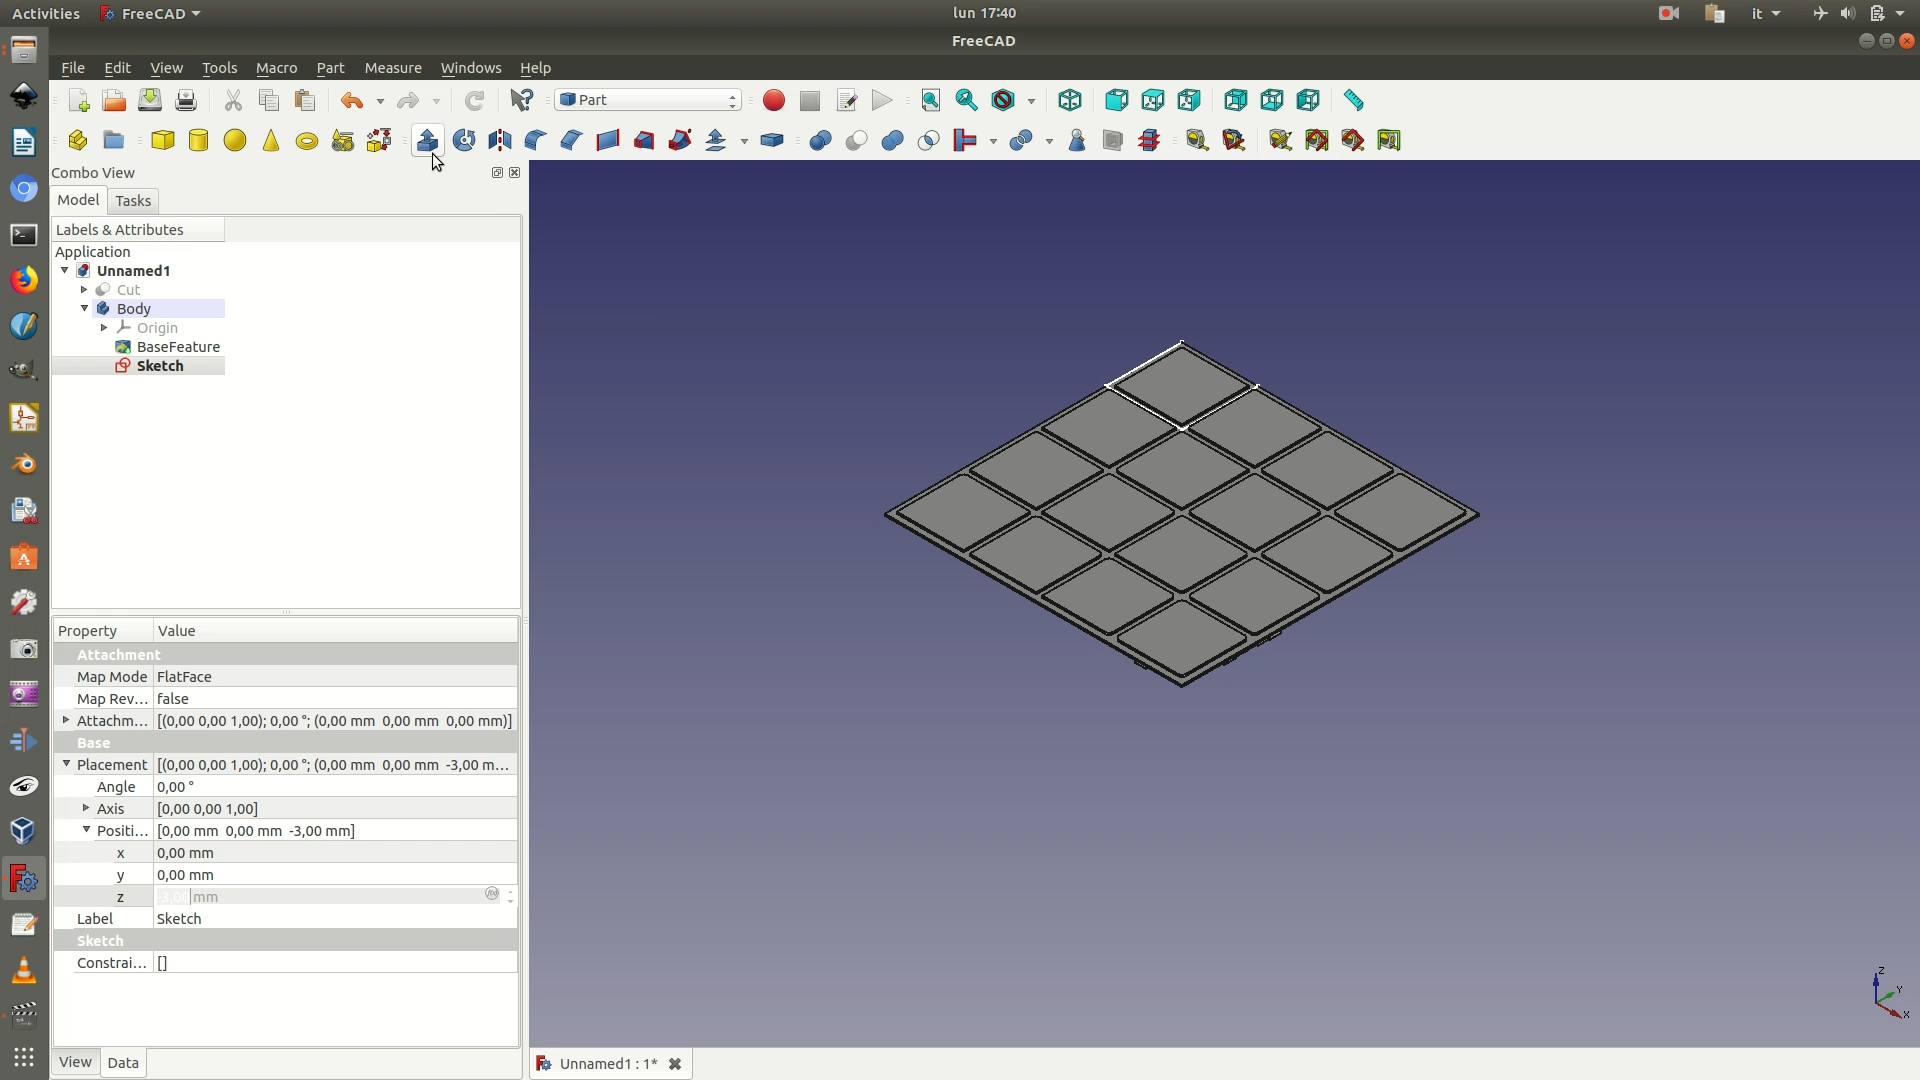 Activities FreeCAD lun 17:40 it
FreeCAD
File Edit View Tools Macro Part Measure Windows Help
Part
Combo View
Model Tasks
Labels & Attributes
Application
Unnamed1
Cut
Body
Origin
BaseFeature
Sketch
Property Value
Attachment
Map Mode FlatFace
Map Rev... false
Attachm... [(0,00 0,00 1,00); 0,00 °; (0,00 mm 0,00 mm 0,00 mm)]
Base
Placement [(0,00 0,00 1,00); 0,00 °; (0,00 mm 0,00 mm -3,00 m...
Angle 0,00 °
Axis [0,00 0,00 1,00]
Positi... [0,00 mm 0,00 mm -3,00 mm]
x 0,00 mm
y 0,00 mm
z -3,00 mm
Label Sketch
Sketch
Constrai... []
View Data
Unnamed1 : 1*
Z
Y
X